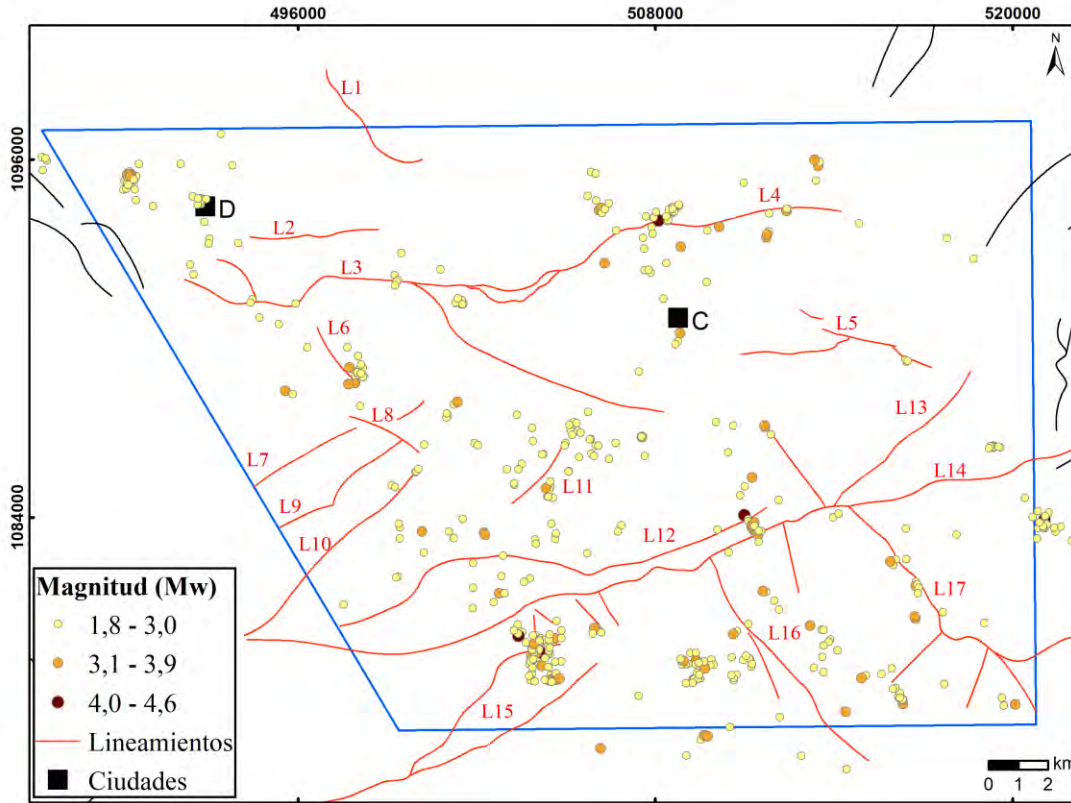 496000 508000 520000
N
L1
1096000
D
L4
L2
L3
C
L5
L6
L13
L8
L7
L14
L11
L9
1084000
L12
L10
Magnitud (Mw)
1,8 - 3,0
3,1 - 3,9
4,0 - 4,6
Lineamientos
Ciudades
L17
L16
L15
km
0 1 2